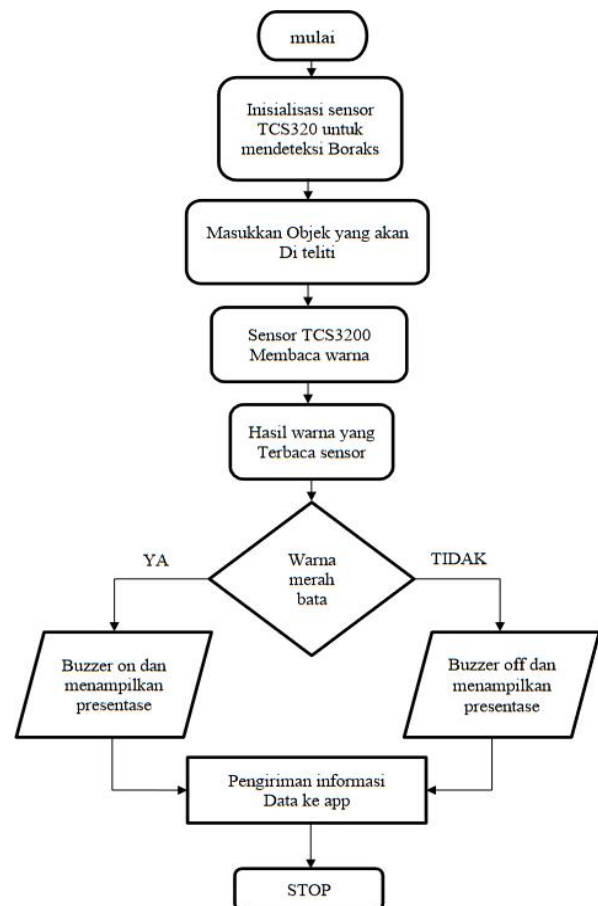 mulai
Inisialisasi sensor
TCS320 untuk
mendeteksi Boraks
Masukkan Objek yang akan
Di teliti
Sensor TCS3200
Membaca warna
Hasil warna yang
Terbaca sensor
Warna
merah
bata
YA
TIDAK
Buzzer on dan
menampilkan
presentase
Buzzer off dan
menampilkan
presentase
Pengiriman informasi
Data ke app
STOP